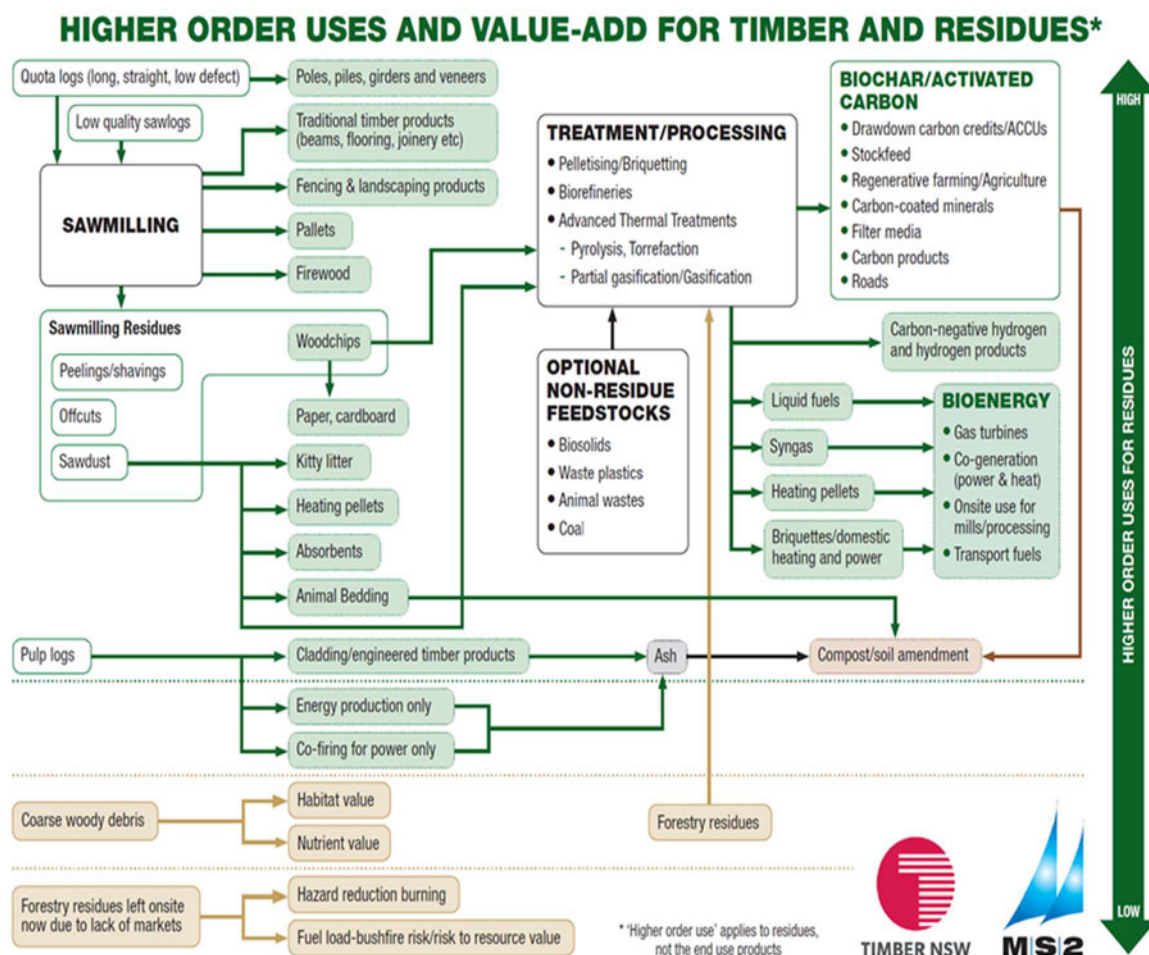 HIGHER ORDER USES AND VALUE-ADD FOR TIMBER AND RESIDUES*
Quota logs (long, straight, low defect)
Low quality sawlogs
SAWMILLING
Poles, piles, girders and veneers
Traditional timber products
(beams, flooring, joinery etc)
Fencing & landscaping products
Pallets
Firewood
Sawmilling Residues
Peelings/shavings
Offcuts
Sawdust
Woodchips
Paper, cardboard
Kitty litter
Heating pellets
Absorbents
Animal Bedding
TREATMENT/PROCESSING
• Pelletising/Briquetting
• Biorefineries
• Advanced Thermal Treatments
- Pyrolysis, Torrefaction
- Partial gasification/Gasification
OPTIONAL
NON-RESIDUE
FEEDSTOCKS
• Biosolids
• Waste plastics
• Animal wastes
• Coal
BIOCHAR/ACTIVATED
CARBON
• Drawdown carbon credits/ACCUs
• Stockfeed
• Regenerative farming/Agriculture
• Carbon-coated minerals
• Filter media
• Carbon products
• Roads
Carbon-negative hydrogen
and hydrogen products
Liquid fuels
Syngas
Heating pellets
Briquettes/domestic
heating and power
BIOENERGY
• Gas turbines
• Co-generation
(power & heat)
• Onsite use for
mills/processing
• Transport fuels
Pulp logs
Cladding/engineered timber products
Ash
Compost/soil amendment
Energy production only
Co-firing for power only
Coarse woody debris
Habitat value
Nutrient value
Forestry residues
Forestry residues left onsite
now due to lack of markets
Hazard reduction burning
Fuel load-bushfire risk/risk to resource value
* 'Higher order use' applies to residues,
not the end use products
TIMBER NSW
M|S|2
HIGH
HIGHER ORDER USES FOR RESIDUES
LOW